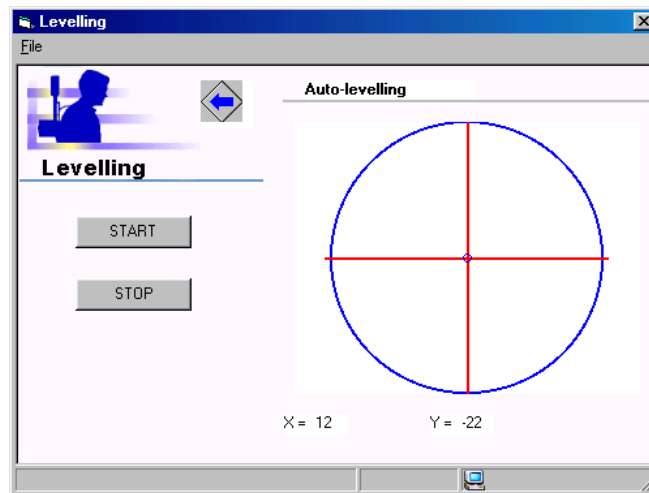 Levelling
File
Auto-levelling
Levelling
START
STOP
X = 12 Y = -22